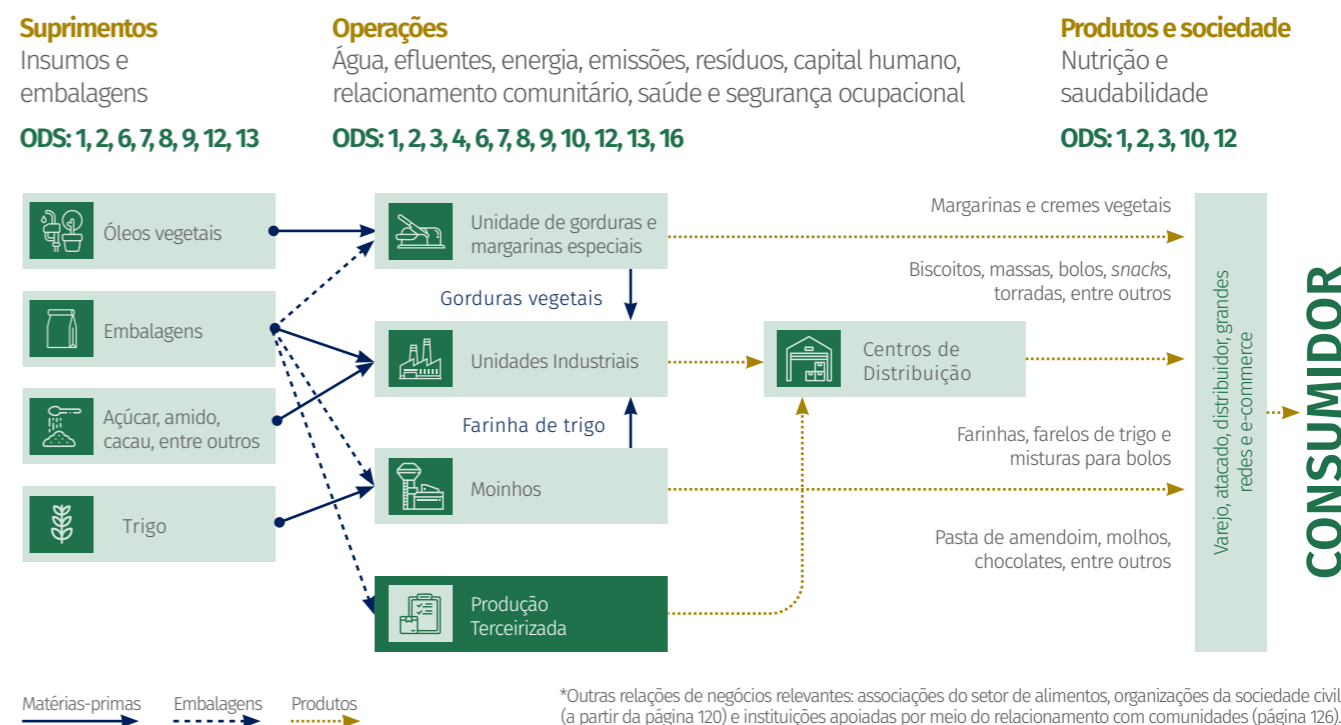 Suprimentos
Insumos e
embalagens
ODS: 1, 2, 6, 7, 8, 9, 12, 13
Operações
Água, efluentes, energia, emissões, resíduos, capital humano,
relacionamento comunitário, saúde e segurança ocupacional
ODS: 1, 2, 3, 4, 6, 7, 8, 9, 10, 12, 13, 16
Produtos e sociedade
Nutrição e
saudabilidade
ODS: 1, 2, 3, 10, 12
Óleos vegetais
Embalagens
Açúcar, amido,
cacau, entre outros
Trigo
Unidade de gorduras e
margarinas especiais
Gorduras vegetais
Unidades Industriais
Farinha de trigo
Moinhos
Produção
Terceirizada
Centros de
Distribuição
Margarinas e cremes vegetais
Biscoitos, massas, bolos, snacks,
torradas, entre outros
Farinhas, farelos de trigo e
misturas para bolos
Pasta de amendoim, molhos,
chocolates, entre outros
Varejo, atacado, distribuidor, grandes
redes e e-commerce
CONSUMIDOR
Matérias-primas
Embalagens
Produtos
*Outras relações de negócios relevantes: associações do setor de alimentos, organizações da sociedade civil
(a partir da página 120) e instituições apoiadas por meio do relacionamento com comunidades (página 126).